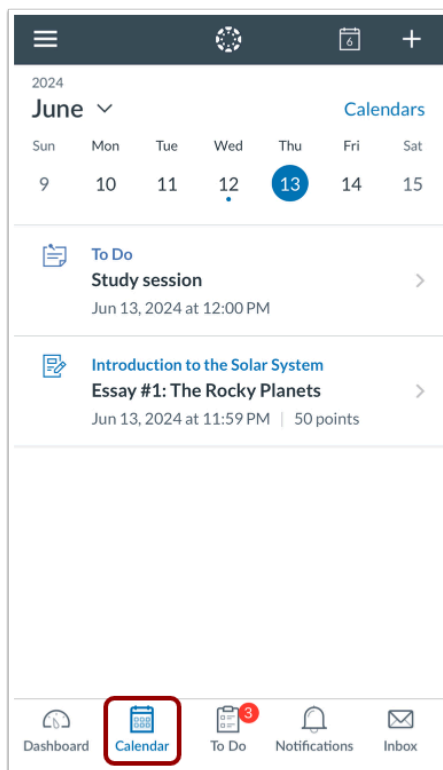 6
2024
June
Calendars
Sun Mon Tue Wed Thu Fri Sat
9 10 11 12 13 14 15
To Do
Study session
Jun 13, 2024 at 12:00 PM
Introduction to the Solar System
Essay #1: The Rocky Planets
Jun 13, 2024 at 11:59 PM | 50 points
3
Dashboard Calendar To Do Notifications Inbox